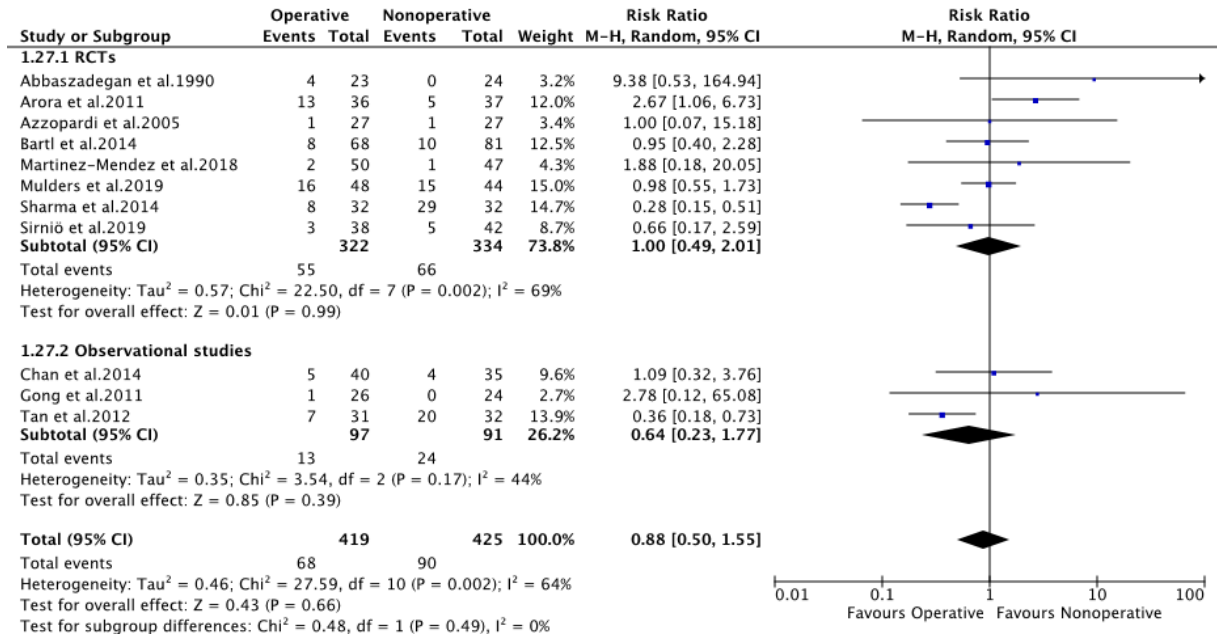 Operative Nonoperative Risk Ratio Risk Ratio
Study or Subgroup Events Total Events Total Weight M-H, Random, 95% CI M-H, Random, 95% CI
1.27.1 RCTs
Abbaszadegan et al.1990 4 23 0 24 3.2% 9.38 [0.53, 164.94]
Arora et al.2011 13 36 5 37 12.0% 2.67 [1.06, 6.73]
Azzopardi et al.2005 1 27 1 27 3.4% 1.00 [0.07, 15.18]
Bartl et al.2014 8 68 10 81 12.5% 0.95 [0.40, 2.28]
Martinez-Mendez et al.2018 2 50 1 47 4.3% 1.88 [0.18, 20.05]
Mulders et al.2019 16 48 15 44 15.0% 0.98 [0.55, 1.73]
Sharma et al.2014 8 32 29 32 14.7% 0.28 [0.15, 0.51]
Sirniö et al.2019 3 38 5 42 8.7% 0.66 [0.17, 2.59]
Subtotal (95% CI) 322 334 73.8% 1.00 [0.49, 2.01]
Total events 55 66
Heterogeneity: Tau² = 0.57; Chi² = 22.50, df = 7 (P = 0.002); I² = 69%
Test for overall effect: Z = 0.01 (P = 0.99)
1.27.2 Observational studies
Chan et al.2014 5 40 4 35 9.6% 1.09 [0.32, 3.76]
Gong et al.2011 1 26 0 24 2.7% 2.78 [0.12, 65.08]
Tan et al.2012 7 31 20 32 13.9% 0.36 [0.18, 0.73]
Subtotal (95% CI) 97 91 26.2% 0.64 [0.23, 1.77]
Total events 13 24
Heterogeneity: Tau² = 0.35; Chi² = 3.54, df = 2 (P = 0.17); I² = 44%
Test for overall effect: Z = 0.85 (P = 0.39)
Total (95% CI) 419 425 100.0% 0.88 [0.50, 1.55]
Total events 68 90
Heterogeneity: Tau² = 0.46; Chi² = 27.59, df = 10 (P = 0.002); I² = 64%
Test for overall effect: Z = 0.43 (P = 0.66)
Test for subgroup differences: Chi² = 0.48, df = 1 (P = 0.49), I² = 0%
0.01 0.1 1 10 100
Favours Operative Favours Nonoperative